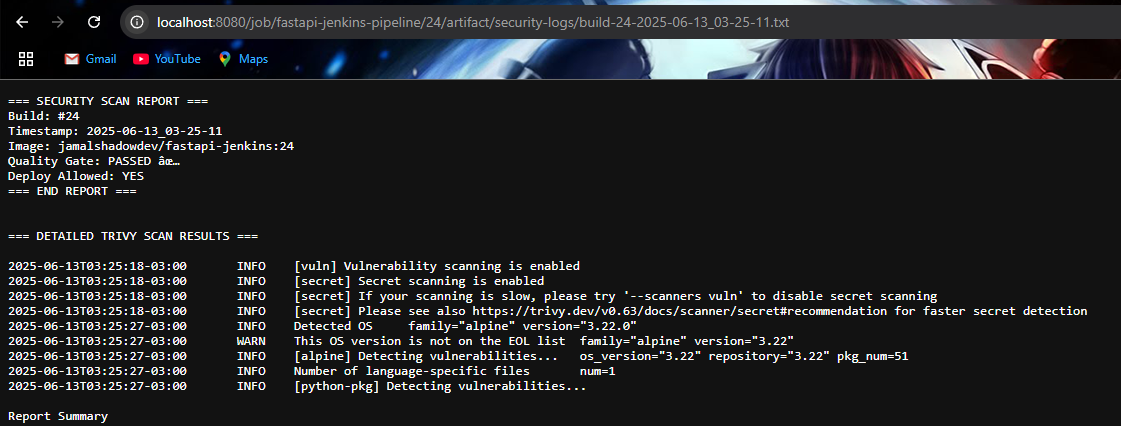 localhost:8080/job/fastapi-jenkins-pipeline/24/artifact/security-logs/build-24-2025-06-13_03-25-11.txt
Gmail YouTube Maps
=== SECURITY SCAN REPORT ===
Build: #24
Timestamp: 2025-06-13_03-25-11
Image: jamalshadowdev/fastapi-jenkins:24
Quality Gate: PASSED âœ…
Deploy Allowed: YES
=== END REPORT ===
=== DETAILED TRIVY SCAN RESULTS ===
2025-06-13T03:25:18-03:00 INFO [vuln] Vulnerability scanning is enabled
2025-06-13T03:25:18-03:00 INFO [secret] Secret scanning is enabled
2025-06-13T03:25:18-03:00 INFO [secret] If your scanning is slow, please try '--scanners vuln' to disable secret scanning
2025-06-13T03:25:18-03:00 INFO [secret] Please see also https://trivy.dev/v0.63/docs/scanner/secret#recommendation for faster secret detection
2025-06-13T03:25:27-03:00 INFO Detected OS family="alpine" version="3.22.0"
2025-06-13T03:25:27-03:00 WARN This OS version is not on the EOL list family="alpine" version="3.22"
2025-06-13T03:25:27-03:00 INFO [alpine] Detecting vulnerabilities... os_version="3.22" repository="3.22" pkg_num=51
2025-06-13T03:25:27-03:00 INFO Number of language-specific files num=1
2025-06-13T03:25:27-03:00 INFO [python-pkg] Detecting vulnerabilities...
Report Summary